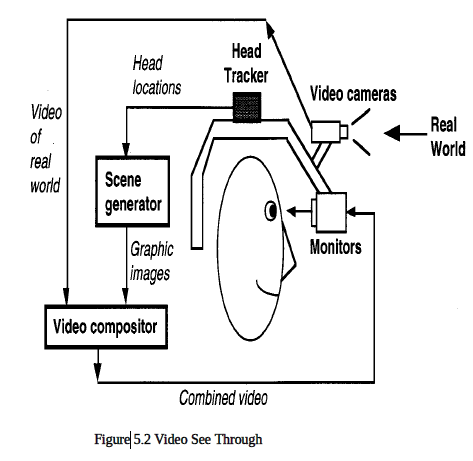 Head
Tracker
Head
locations
Video cameras
Video
of
real
world
Real
World
Scene
generator
Monitors
Graphic
images
Video compositor
Combined video
Figure 5.2 Video See Through